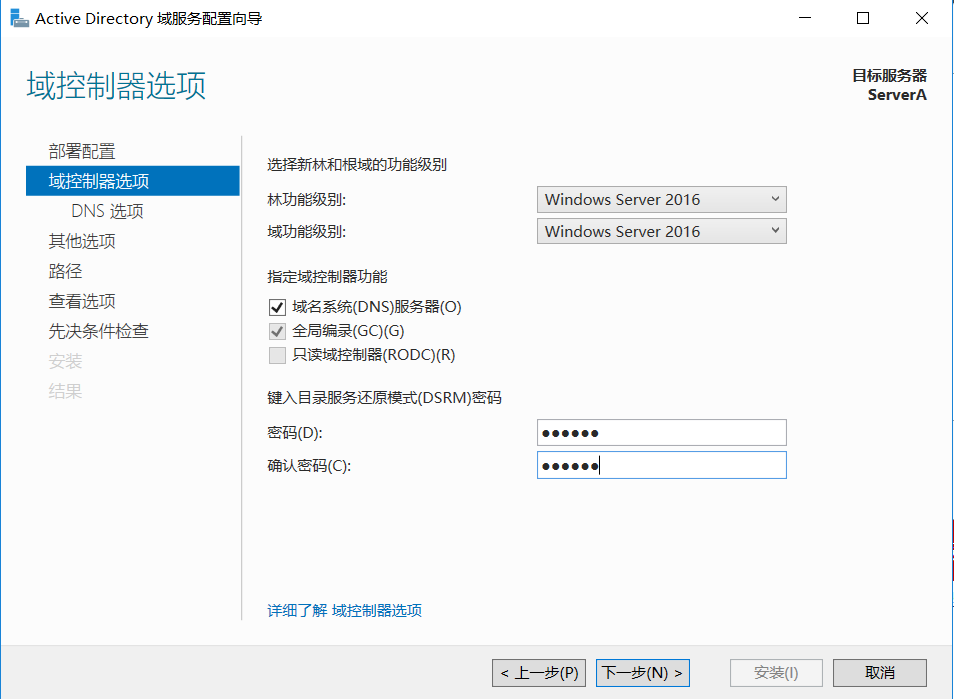 Active Directory 域服务配置向导
域控制器选项
目标服务器
ServerA
部署配置
域控制器选项
DNS 选项
其他选项
路径
查看选项
先决条件检查
安装
结果
选择新林和根域的功能级别
林功能级别: Windows Server 2016
域功能级别: Windows Server 2016
指定域控制器功能
域名系统(DNS)服务器(O)
全局编录(GC)(G)
只读域控制器(RODC)(R)
键入目录服务还原模式(DSRM)密码
密码(D): ●●●●●●
确认密码(C): ●●●●●●
详细了解 域控制器选项
< 上一步(P) 下一步(N) > 安装(I) 取消